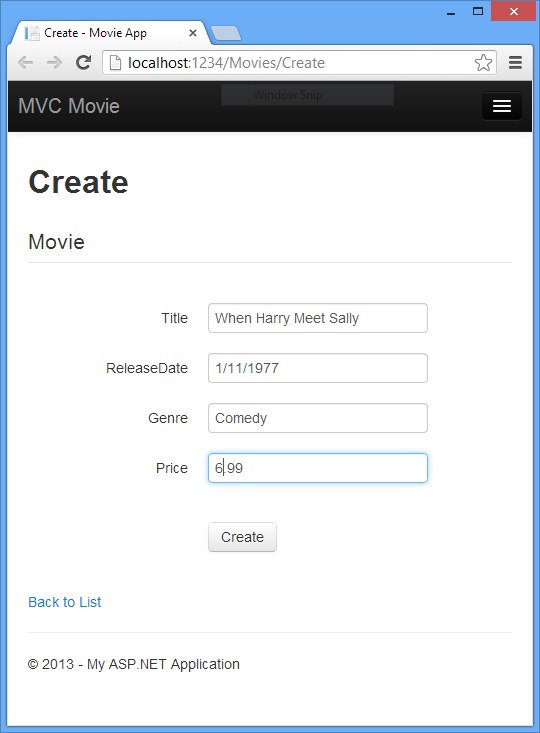 Create - Movie App
localhost:1234/Movies/Create
Window Snip
MVC Movie
Create
Movie
Title When Harry Meet Sally
ReleaseDate 1/11/1977
Genre Comedy
Price 6.99
Create
Back to List
© 2013 - My ASP.NET Application